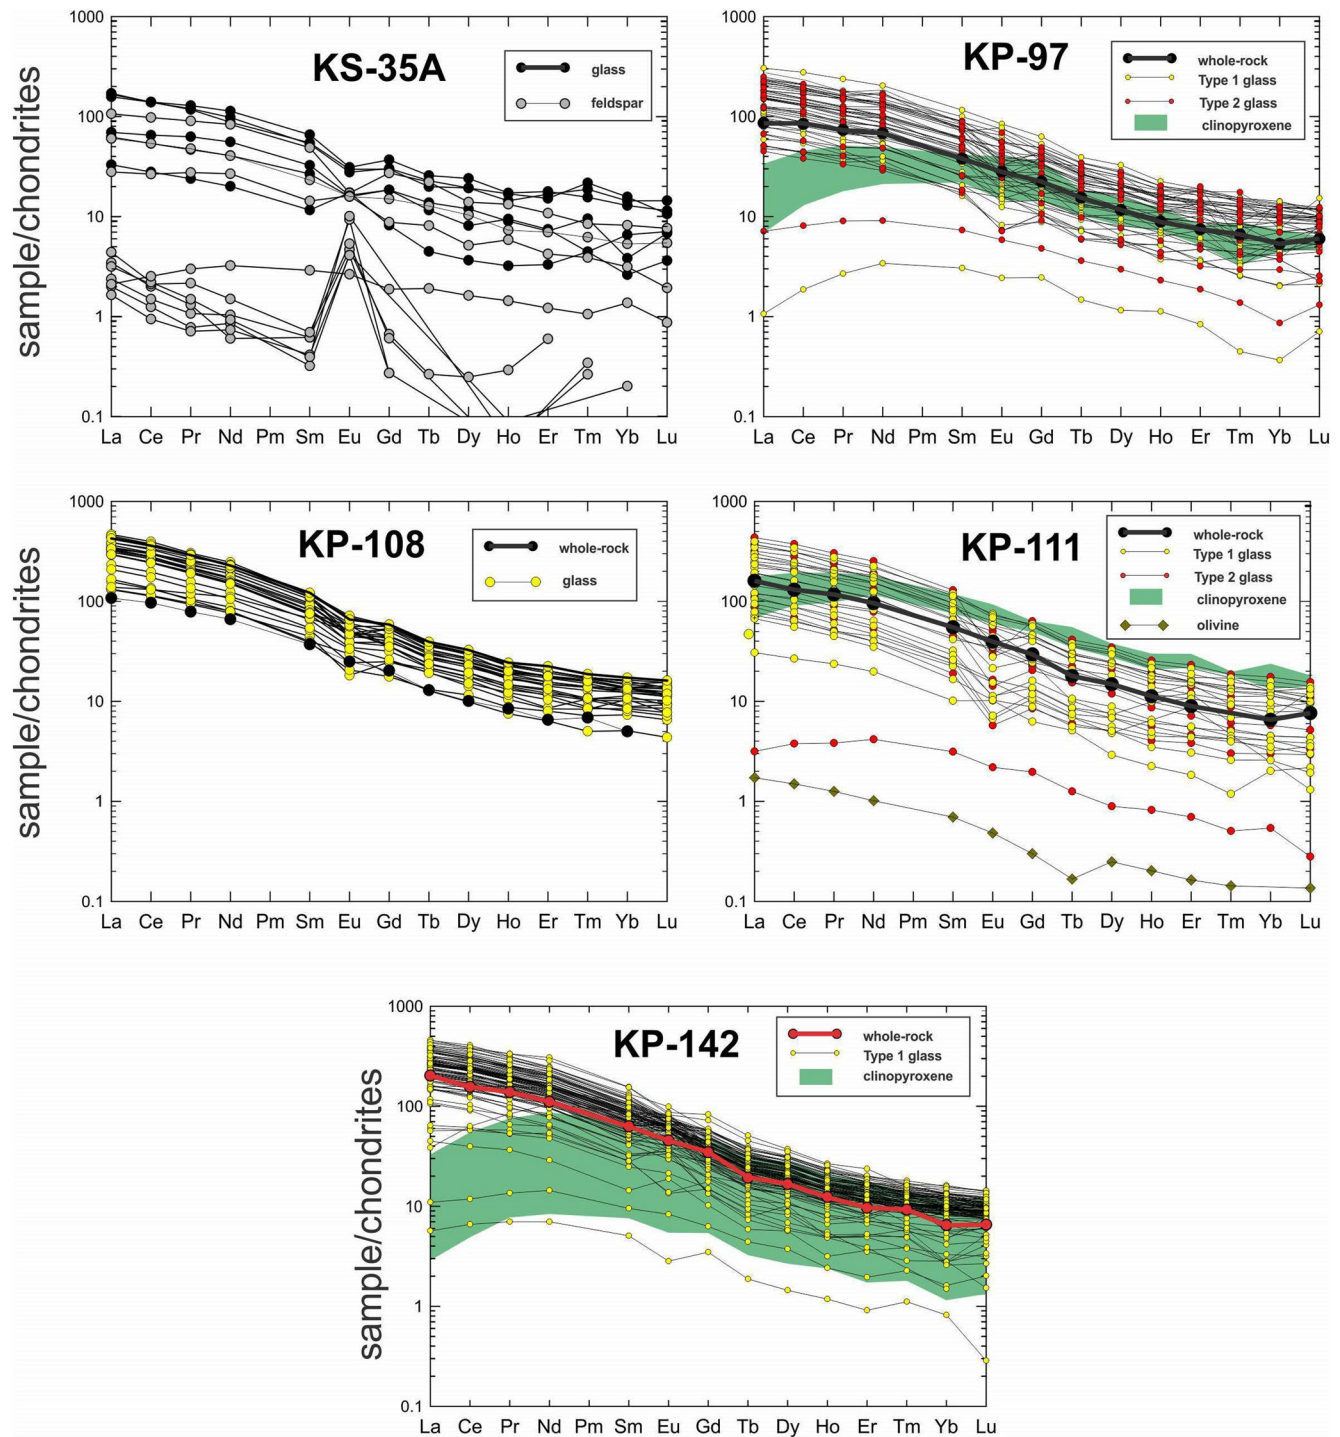 KS-35A
sample/chondrites
1000
100
10
1
0.1
glass
feldspar
La Ce Pr Nd Pm Sm Eu Gd Tb Dy Ho Er Tm Yb Lu
KP-97
1000
100
10
1
0.1
whole-rock
Type 1 glass
Type 2 glass
clinopyroxene
La Ce Pr Nd Pm Sm Eu Gd Tb Dy Ho Er Tm Yb Lu
KP-108
sample/chondrites
1000
100
10
1
0.1
whole-rock
glass
La Ce Pr Nd Pm Sm Eu Gd Tb Dy Ho Er Tm Yb Lu
KP-111
1000
100
10
1
0.1
whole-rock
Type 1 glass
Type 2 glass
clinopyroxene
olivine
La Ce Pr Nd Pm Sm Eu Gd Tb Dy Ho Er Tm Yb Lu
KP-142
sample/chondrites
1000
100
10
1
0.1
whole-rock
Type 1 glass
clinopyroxene
La Ce Pr Nd Pm Sm Eu Gd Tb Dy Ho Er Tm Yb Lu